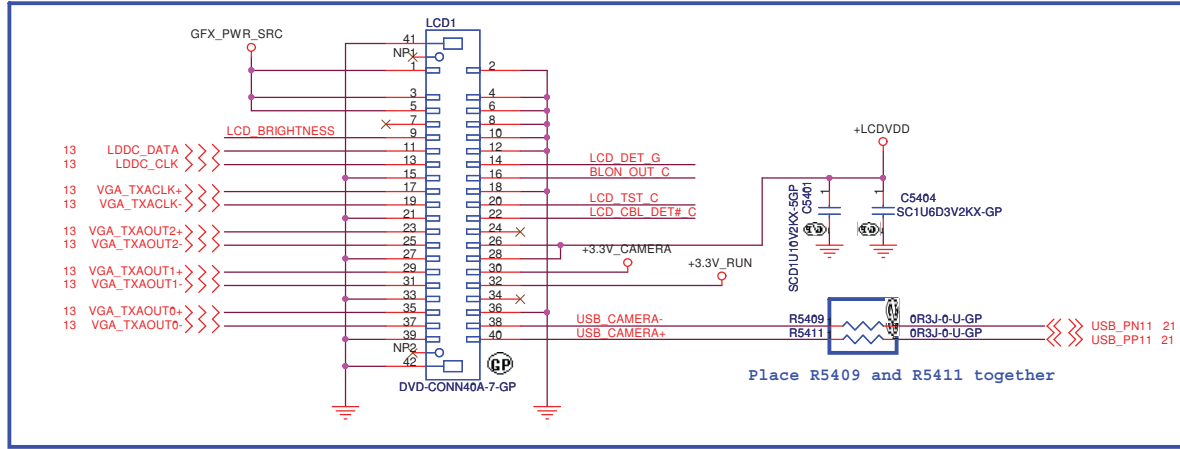 LCD1
GFX_PWR_SRC
41
NP1
1 2
3 4
5 6
7 8
LCD_BRIGHTNESS 9 10
13 LDDC_DATA 11 12
13 LDDC_CLK 13 14 LCD_DET_G
15 16 BLON_OUT_C
13 VGA_TXACLK+ 17 18
13 VGA_TXACLK- 19 20 LCD_TST_C
21 22 LCD_CBL_DET#_C
13 VGA_TXAOUT2+ 23 24
13 VGA_TXAOUT2- 25 26
27 28
13 VGA_TXAOUT1+ 29 30 +3.3V_CAMERA
13 VGA_TXAOUT1- 31 32 +3.3V_RUN
33 34
13 VGA_TXAOUT0+ 35 36
13 VGA_TXAOUT0- 37 38 USB_CAMERA-
39 40 USB_CAMERA+
NP2
42
GP
DVD-CONN40A-7-GP
+LCDVDD
1
C5401
SCD1U10V2KX-5GP
1
C5404
SC1U6D3V2KX-GP
R5409 0R3J-0-U-GP USB_PN11 21
R5411 0R3J-0-U-GP USB_PP11 21
Place R5409 and R5411 together